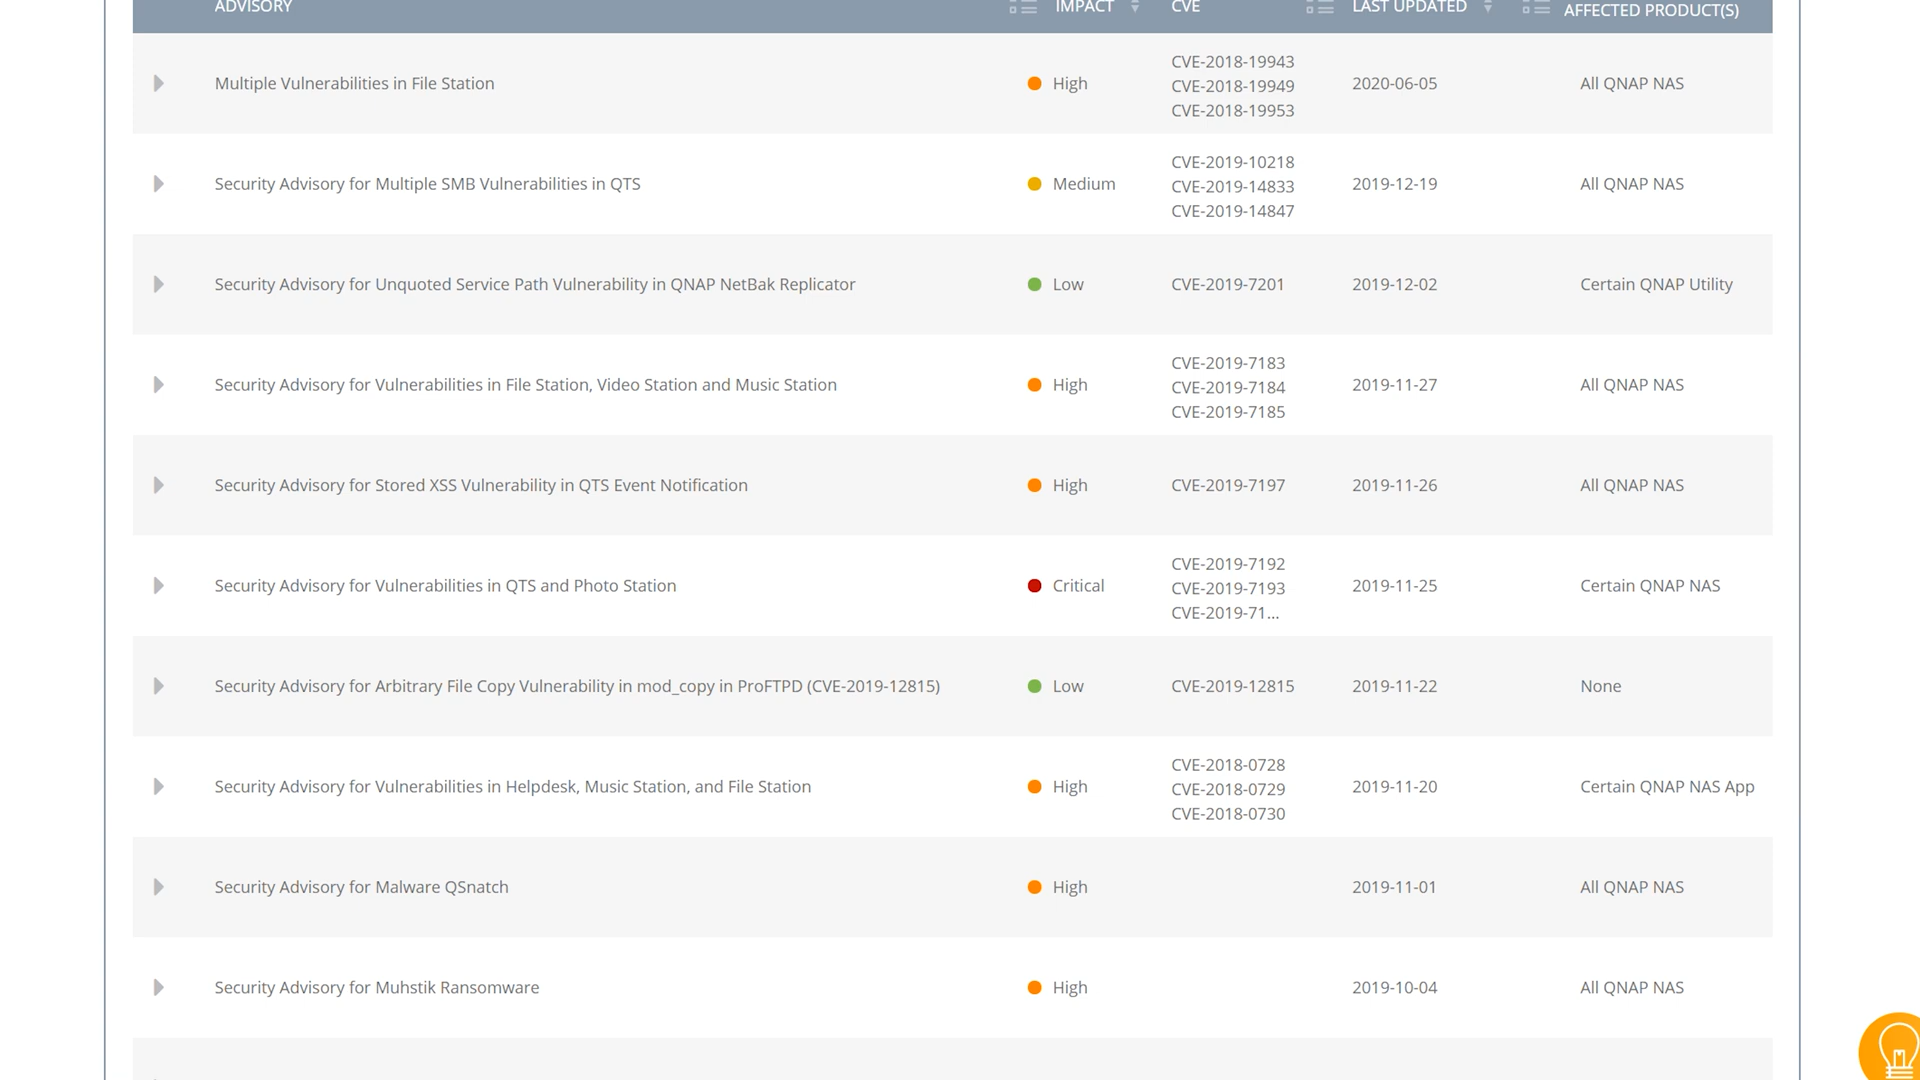 ADVISORY IMPACT CVE LAST UPDATED AFFECTED PRODUCT(S)
Multiple Vulnerabilities in File Station High CVE-2018-19943 2020-06-05 All QNAP NAS
CVE-2018-19949
CVE-2018-19953
Security Advisory for Multiple SMB Vulnerabilities in QTS Medium CVE-2019-10218 2019-12-19 All QNAP NAS
CVE-2019-14833
CVE-2019-14847
Security Advisory for Unquoted Service Path Vulnerability in QNAP NetBak Replicator Low CVE-2019-7201 2019-12-02 Certain QNAP Utility
Security Advisory for Vulnerabilities in File Station, Video Station and Music Station High CVE-2019-7183 2019-11-27 All QNAP NAS
CVE-2019-7184
CVE-2019-7185
Security Advisory for Stored XSS Vulnerability in QTS Event Notification High CVE-2019-7197 2019-11-26 All QNAP NAS
Security Advisory for Vulnerabilities in QTS and Photo Station Critical CVE-2019-7192 2019-11-25 Certain QNAP NAS
CVE-2019-7193
CVE-2019-71...
Security Advisory for Arbitrary File Copy Vulnerability in mod_copy in ProFTPD (CVE-2019-12815) Low CVE-2019-12815 2019-11-22 None
Security Advisory for Vulnerabilities in Helpdesk, Music Station, and File Station High CVE-2018-0728 2019-11-20 Certain QNAP NAS App
CVE-2018-0729
CVE-2018-0730
Security Advisory for Malware QSnatch High 2019-11-01 All QNAP NAS
Security Advisory for Muhstik Ransomware High 2019-10-04 All QNAP NAS